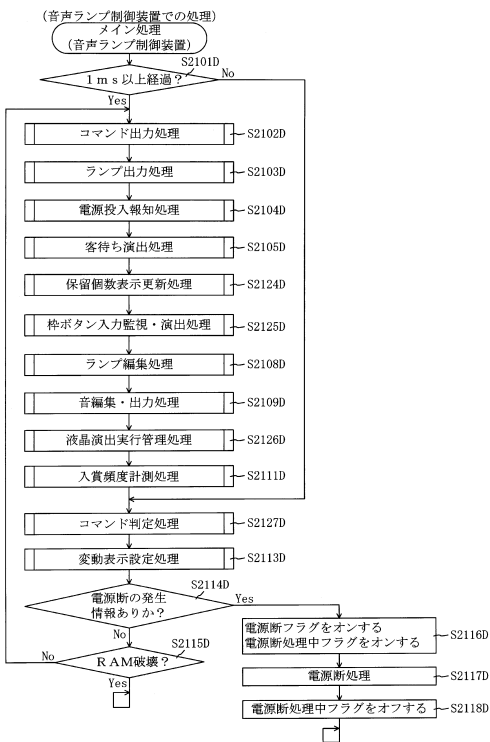 (音声ランプ制御装置での処理)
メイン処理
(音声ランプ制御装置)
S2101D
1ms以上経過？
No
Yes
コマンド出力処理
S2102D
ランプ出力処理
S2103D
電源投入報知処理
S2104D
客待ち演出処理
S2105D
保留個数表示更新処理
S2124D
枠ボタン入力監視・演出処理
S2125D
ランプ編集処理
S2108D
音編集・出力処理
S2109D
液晶演出実行管理処理
S2126D
入賞頻度計測処理
S2111D
コマンド判定処理
S2127D
変動表示設定処理
S2113D
S2114D
電源断の発生
情報ありか？
Yes
No
S2115D
RAM破壊？
No
Yes
電源断フラグをオンする
電源断処理中フラグをオンする
S2116D
電源断処理
S2117D
電源断処理中フラグをオフする
S2118D